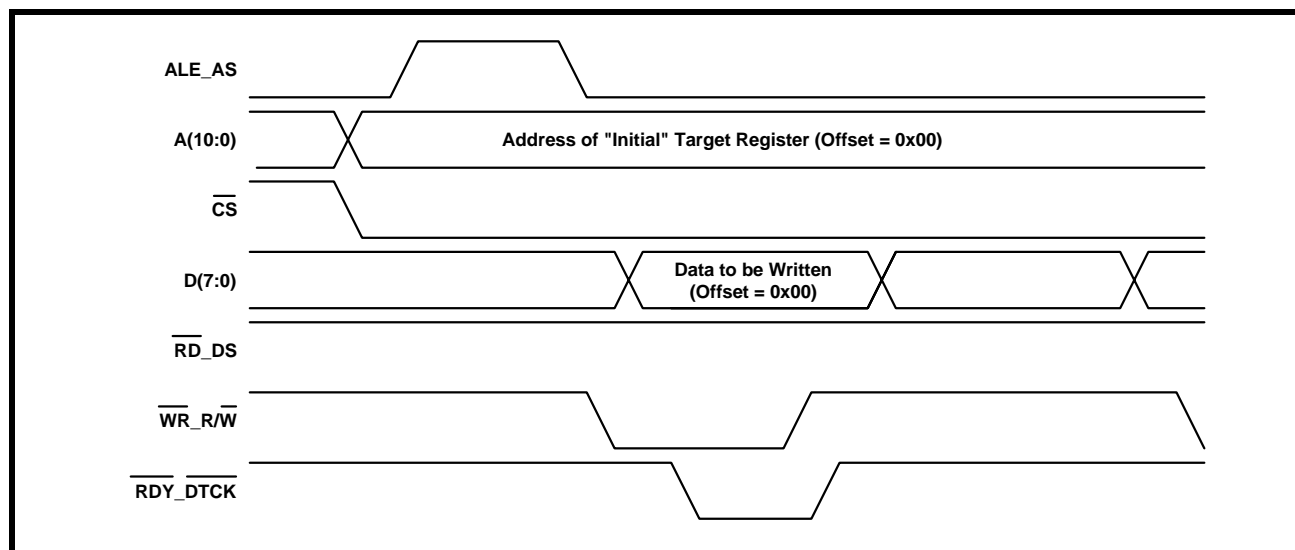 ALE_AS
A(10:0)
Address of "Initial" Target Register (Offset = 0x00)
CS
D(7:0)
Data to be Written
(Offset = 0x00)
RD_DS
WR_R/W
RDY_DTCK